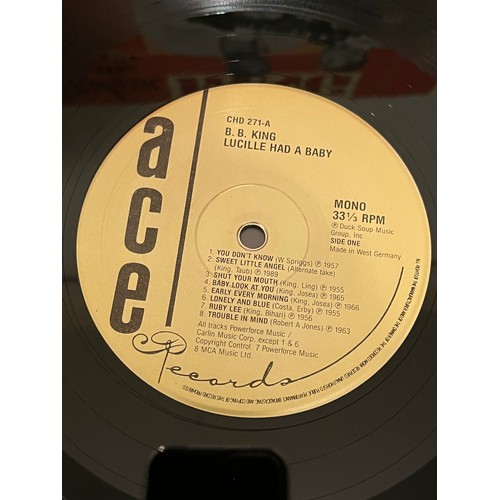 ace
Records
CHD 271-A
B. B. KING
LUCILLE HAD A BABY
MONO
33⅓ RPM
℗ Duck Soup Music
Group, Inc
SIDE ONE
Made in West Germany
1. YOU DON'T KNOW (W Spriggs) ℗ 1957
2. SWEET LITTLE ANGEL (Alternate take)
(King, Taub) ℗ 1989
3. SHUT YOUR MOUTH (King, Ling) ℗ 1955
4. BABY-LOOK AT YOU (King, Josea) ℗ 1966
5. EARLY EVERY MORNING (King, Josea) ℗ 1965
6. LONELY AND BLUE (Costa, Erby) ℗ 1955
7. RUBY LEE (King, Bihari) ℗ 1956
8. TROUBLE IN MIND (Robert A Jones) ℗ 1963
All tracks Powerforce Music /
Carlin Music Corp. except 1 & 6
Copyright Control. 7 Powerforce Music
8 MCA Music Ltd.